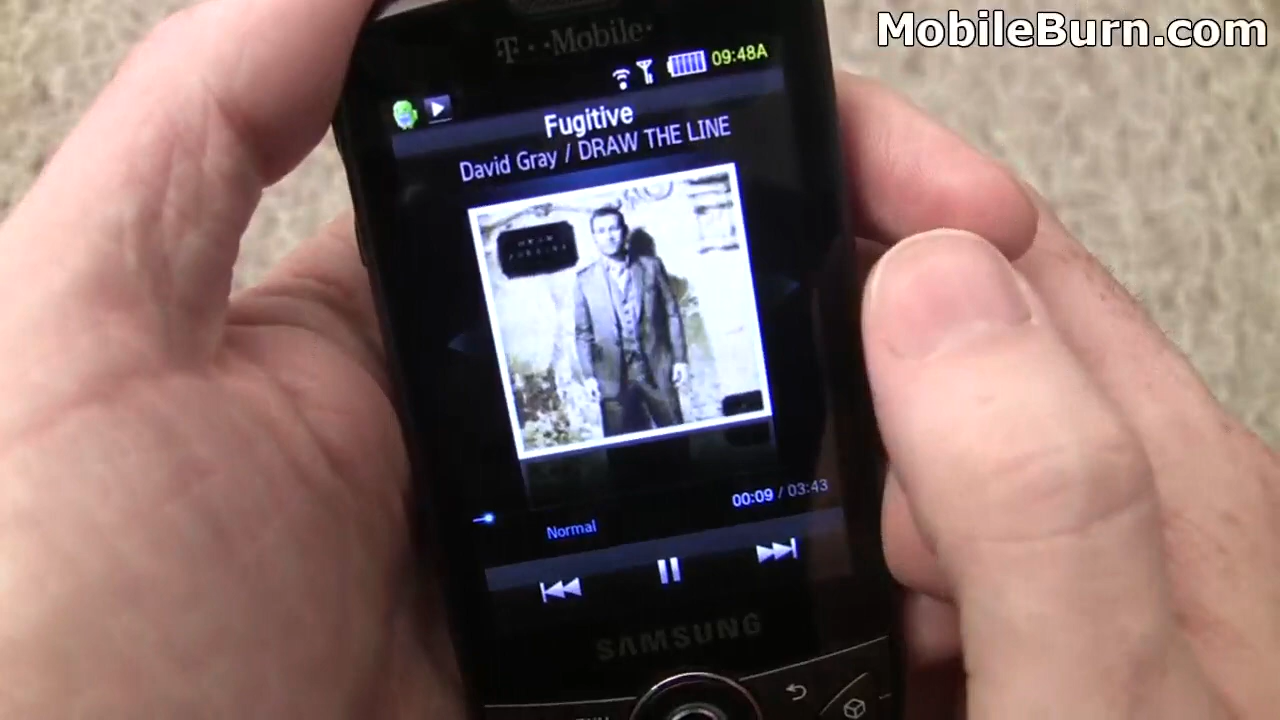 MobileBurn.com
T··Mobile·
09:48A
Fugitive
David Gray / DRAW THE LINE
00:09 / 03:43
Normal
SAMSUNG